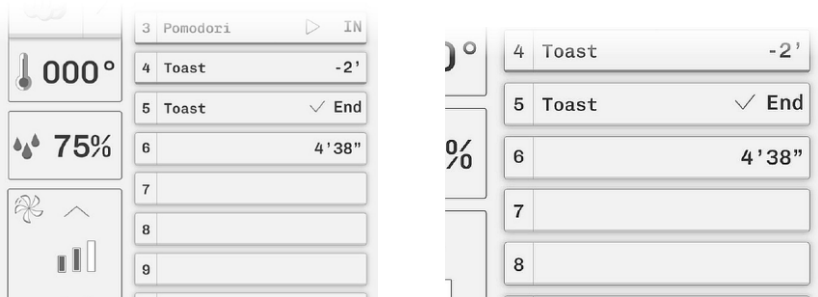 3 Pomodori IN
000°
4 Toast -2’
5 Toast End
75%
6 4’38”
7
8
9
4 Toast -2’
5 Toast End
6 4’38”
7
8